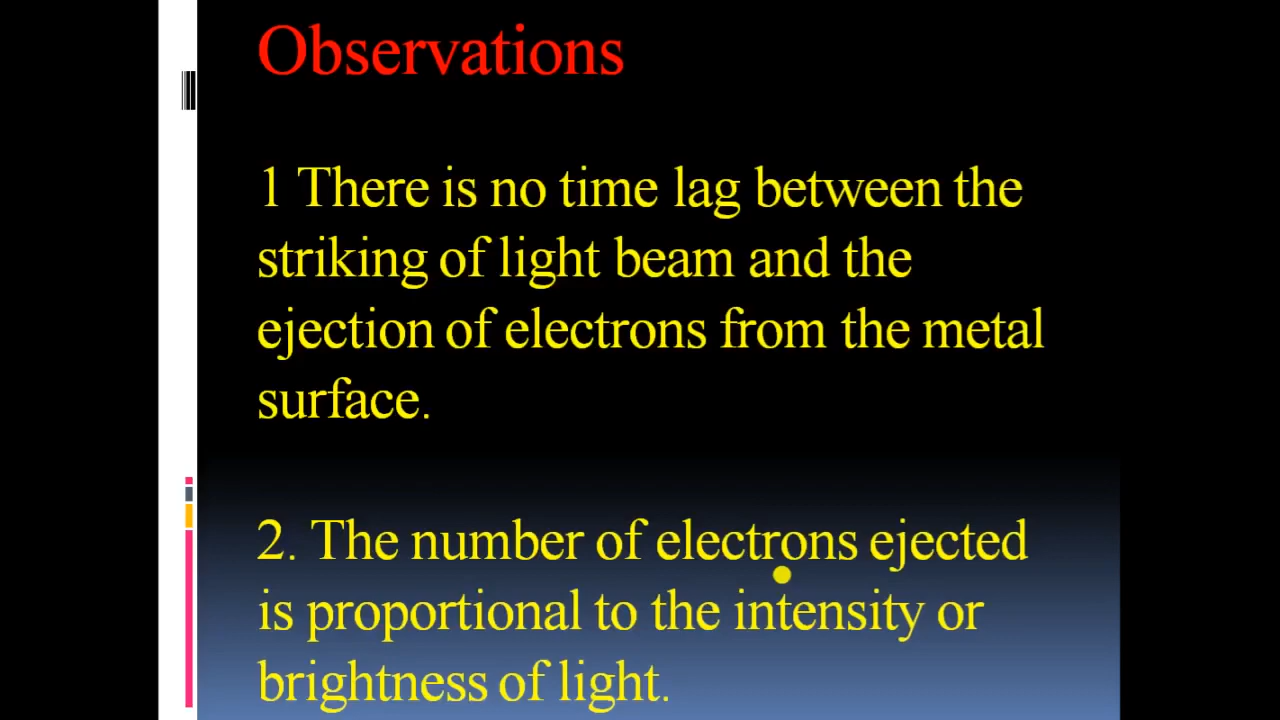 Observations
1 There is no time lag between the
striking of light beam and the
ejection of electrons from the metal
surface.
2. The number of electrons ejected
is proportional to the intensity or
brightness of light.